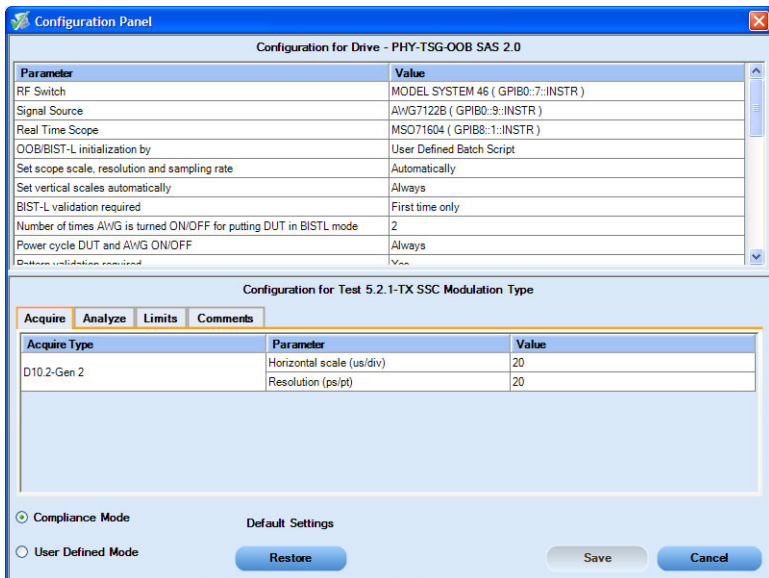 Configuration Panel
Configuration for Drive - PHY-TSG-OOB SAS 2.0
Parameter Value
RF Switch MODEL SYSTEM 46 ( GPIB0::7::INSTR )
Signal Source AWG7122B ( GPIB0::9::INSTR )
Real Time Scope MSO71604 ( GPIB8::1::INSTR )
OOB/BIST-L initialization by User Defined Batch Script
Set scope scale, resolution and sampling rate Automatically
Set vertical scales automatically Always
BIST-L validation required First time only
Number of times AWG is turned ON/OFF for putting DUT in BISTL mode 2
Power cycle DUT and AWG ON/OFF Always
Pattern validation required Yes
Configuration for Test 5.2.1-TX SSC Modulation Type
Acquire Analyze Limits Comments
Acquire Type Parameter Value
D10.2-Gen 2 Horizontal scale (us/div) 20
Resolution (ps/pt) 20
Compliance Mode Default Settings
User Defined Mode Restore Save Cancel